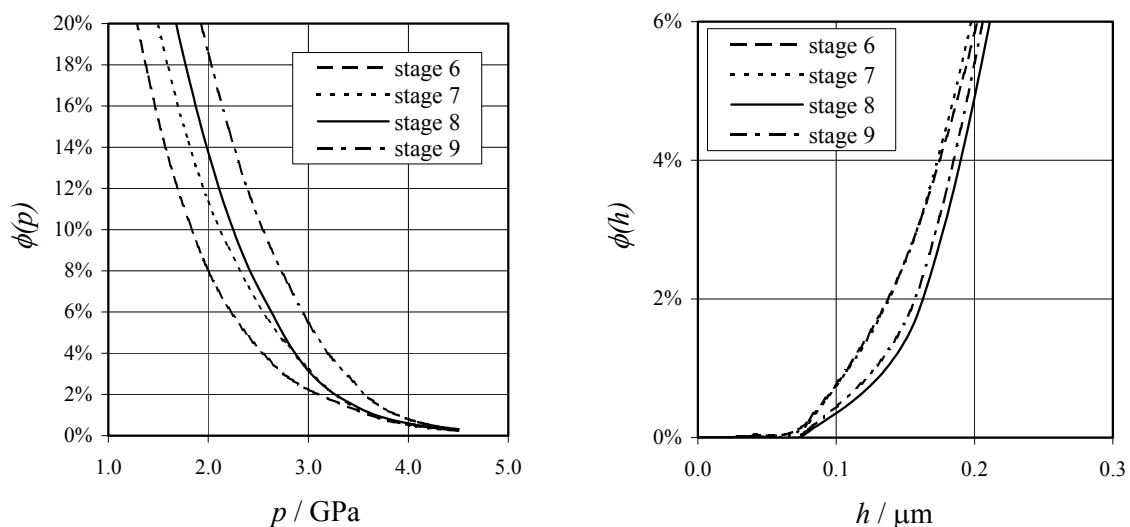 20%
18%
16%
14%
12%
10%
8%
6%
4%
2%
0%
ϕ(p)
stage 6
stage 7
stage 8
stage 9
1.0 2.0 3.0 4.0 5.0
p / GPa
6%
4%
2%
0%
ϕ(h)
stage 6
stage 7
stage 8
stage 9
0.0 0.1 0.2 0.3
h / μm